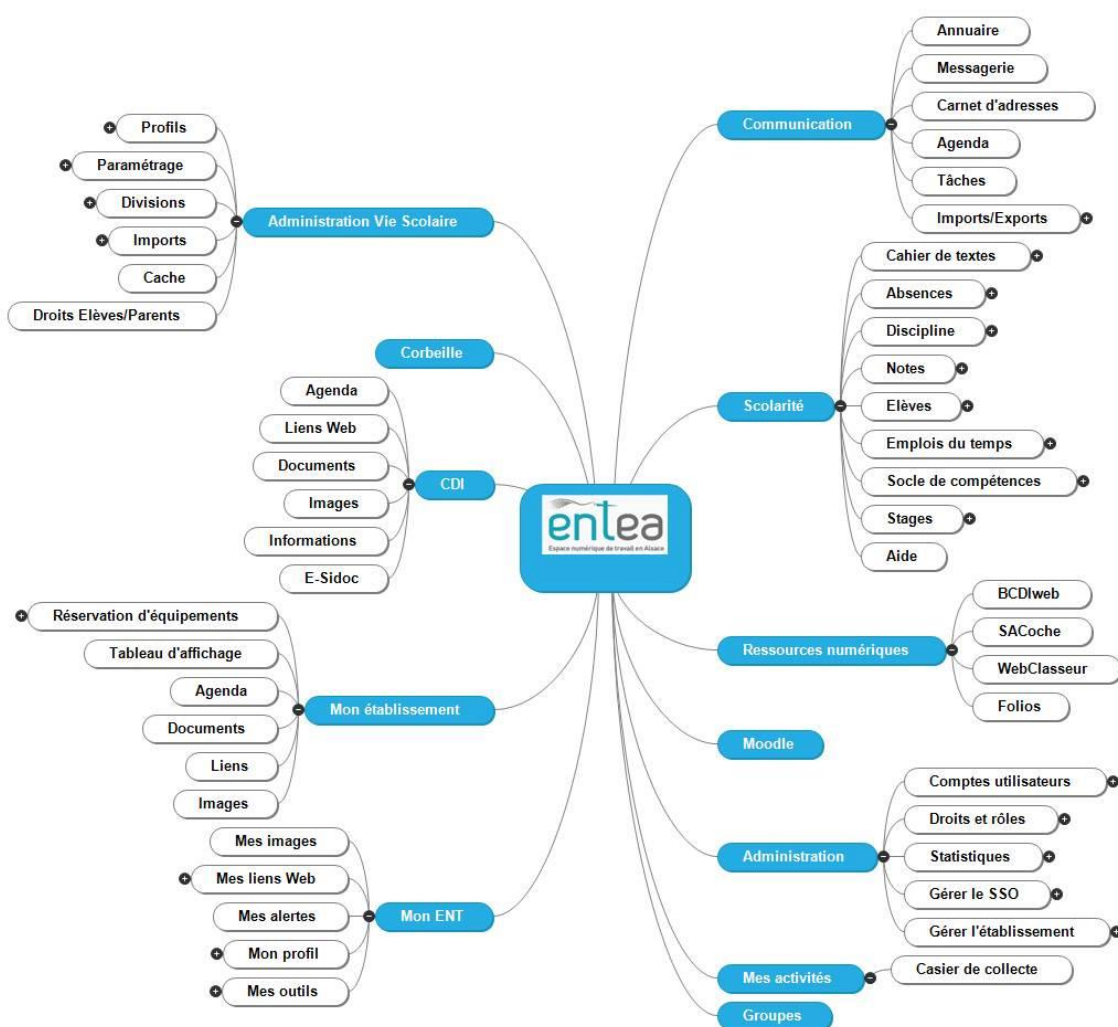 entea
Espace numérique de travail en Alsace
Communication
Annuaire
Messagerie
Carnet d'adresses
Agenda
Tâches
Imports/Exports
Scolarité
Cahier de textes
Absences
Discipline
Notes
Elèves
Emplois du temps
Socle de compétences
Stages
Aide
Ressources numériques
BCDIweb
SACoche
WebClasseur
Folios
Moodle
Administration
Comptes utilisateurs
Droits et rôles
Statistiques
Gérer le SSO
Gérer l'établissement
Mes activités
Casier de collecte
Groupes
Administration Vie Scolaire
Profils
Paramétrage
Divisions
Imports
Cache
Droits Elèves/Parents
Corbeille
CDI
Agenda
Liens Web
Documents
Images
Informations
E-Sidoc
Mon établissement
Réservation d'équipements
Tableau d'affichage
Agenda
Documents
Liens
Images
Mon ENT
Mes images
Mes liens Web
Mes alertes
Mon profil
Mes outils